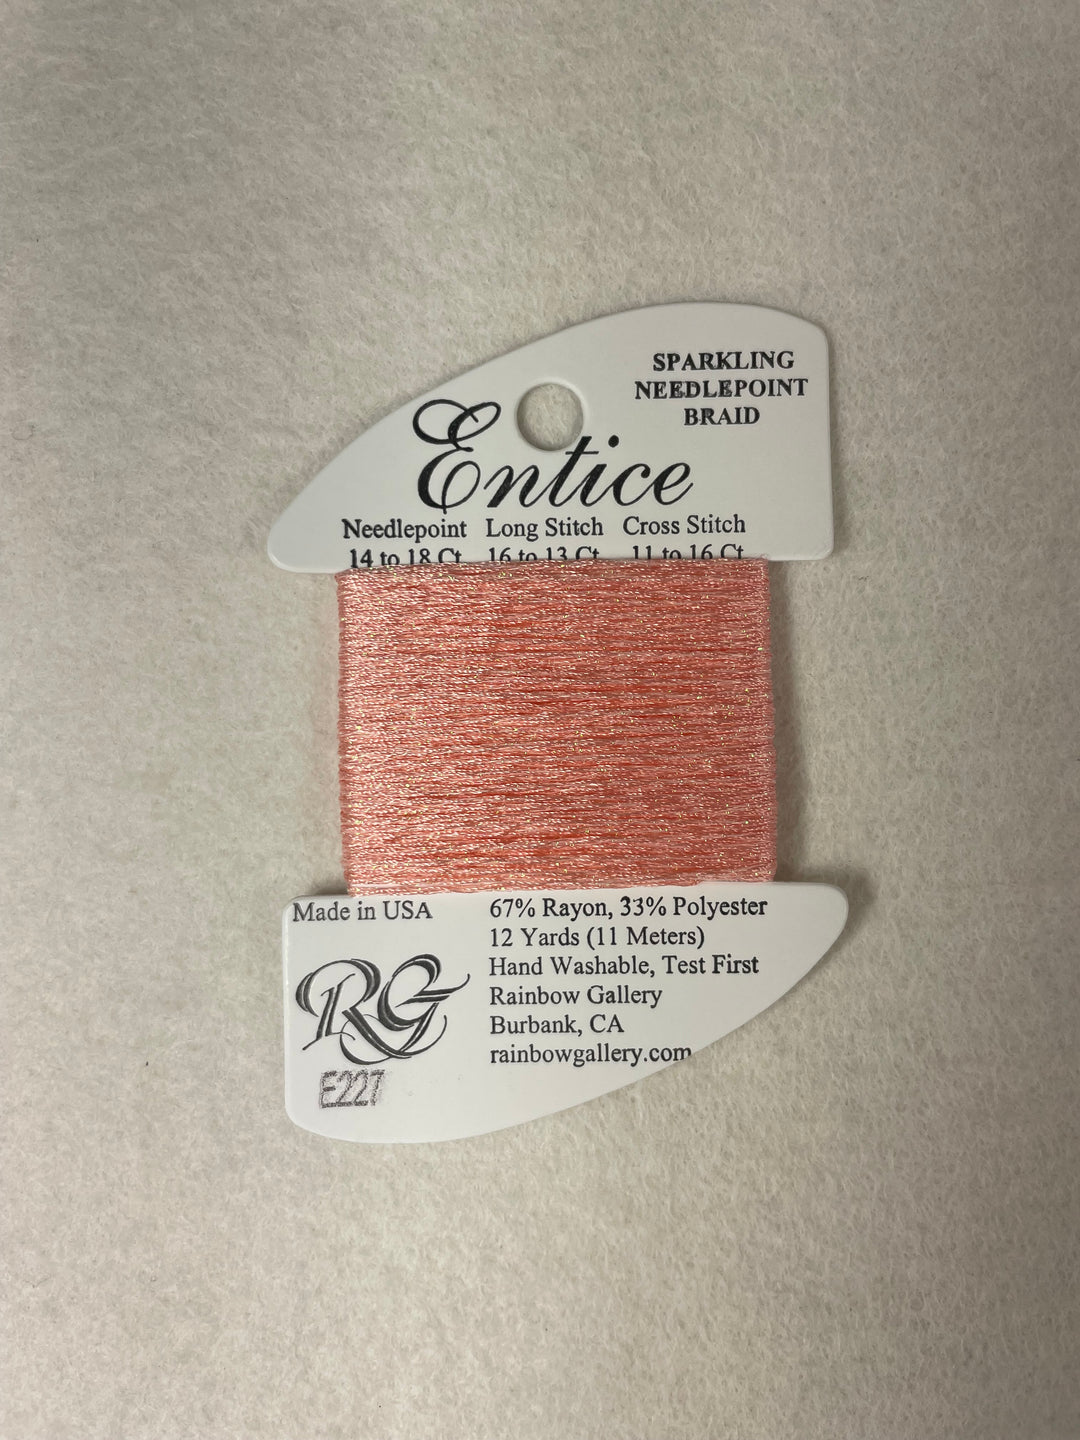 SPARKLING
NEEDLEPOINT
BRAID
Entice
Needlepoint Long Stitch Cross Stitch
14 to 18 Ct 16 to 13 Ct 11 to 16 Ct
Made in USA
67% Rayon, 33% Polyester
12 Yards (11 Meters)
Hand Washable, Test First
Rainbow Gallery
Burbank, CA
rainbowgallery.com
RG
E227